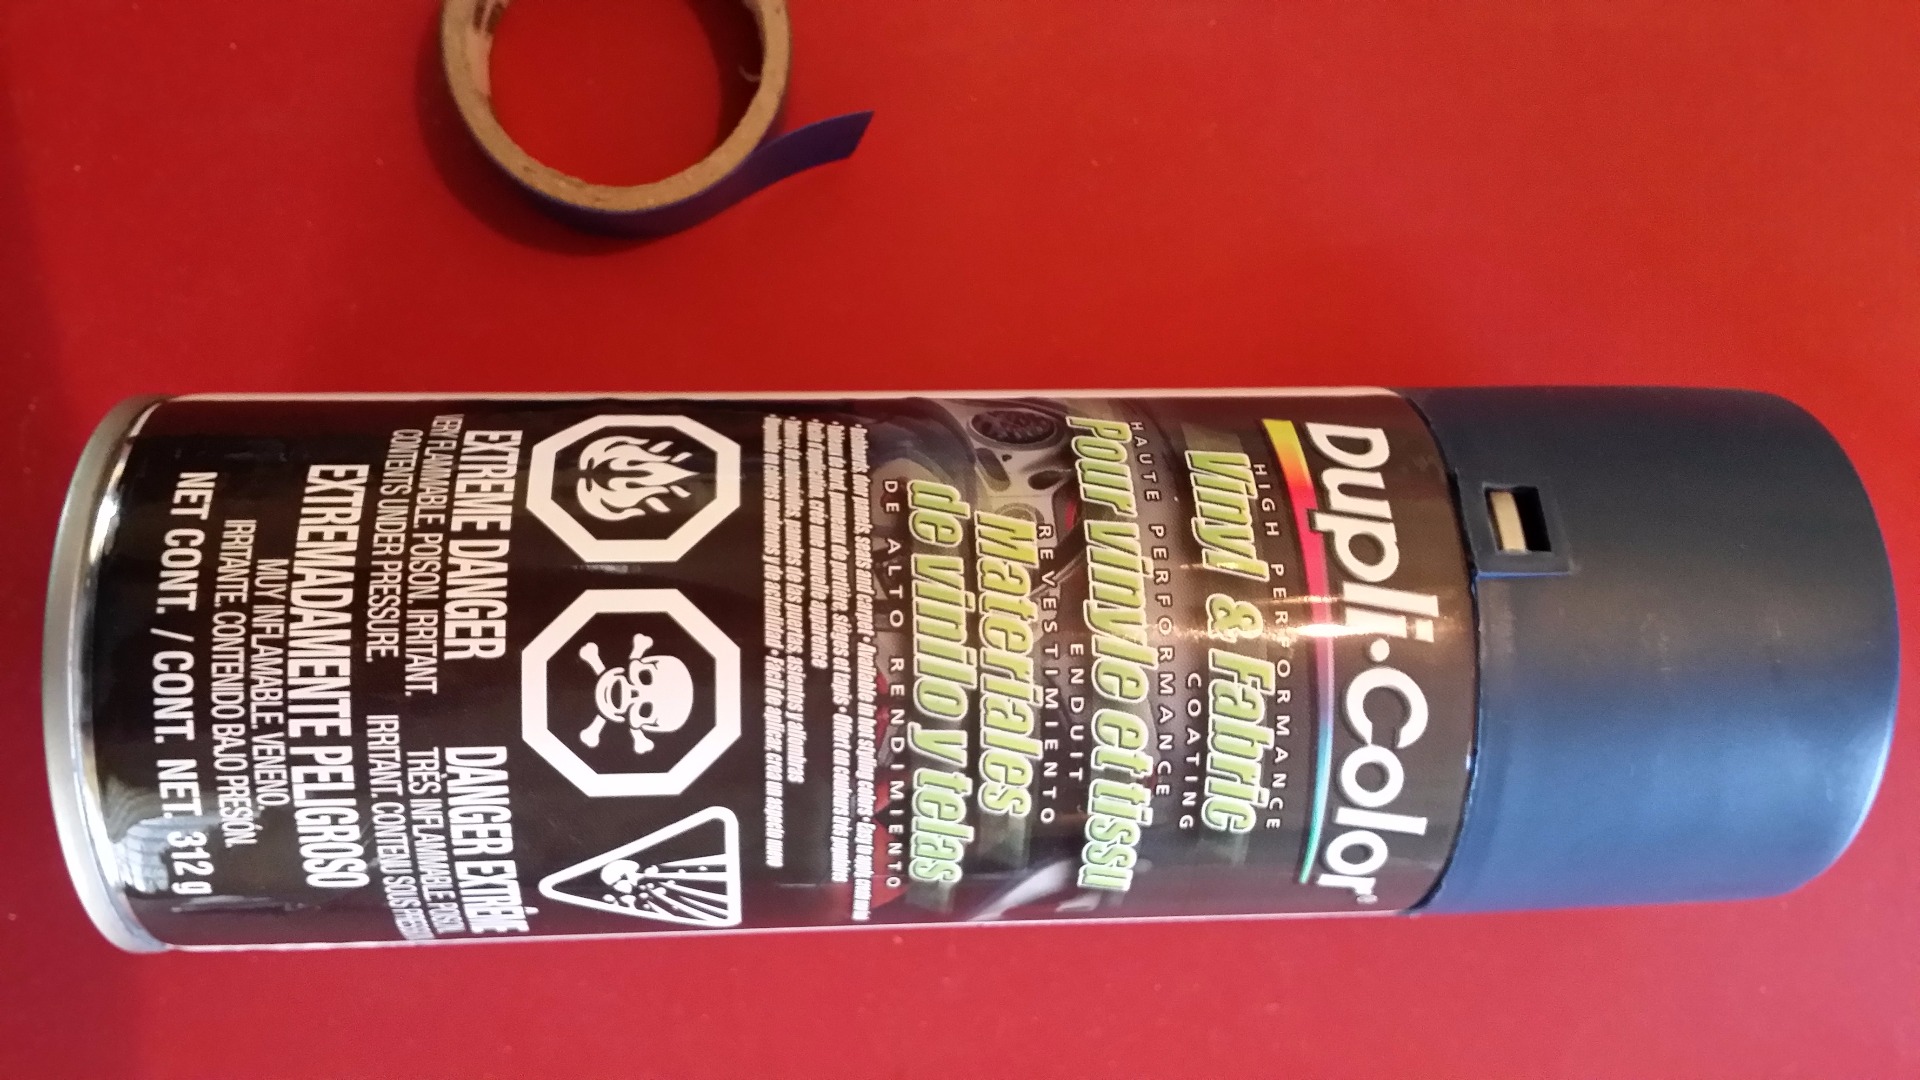 Dupli·Color®
HIGH PERFORMANCE
Vinyl & Fabric
COATING
HAUTE PERFORMANCE
Pour vinyle et tissu
ENDUIT
REVESTIMIENTO
Materiales
de vinilo y telas
DE ALTO RENDIMIENTO
EXTREME DANGER
VERY FLAMMABLE, POISON. IRRITANT.
CONTENTS UNDER PRESSURE.
DANGER EXTRÊME
TRÈS INFLAMMABLE. POISON.
IRRITANT. CONTENU SOUS PRESSION
EXTREMADAMENTE PELIGROSO
MUY INFLAMABLE. VENENO.
IRRITANTE. CONTENIDO BAJO PRESIÓN.
NET CONT. / CONT. NET. 312 g